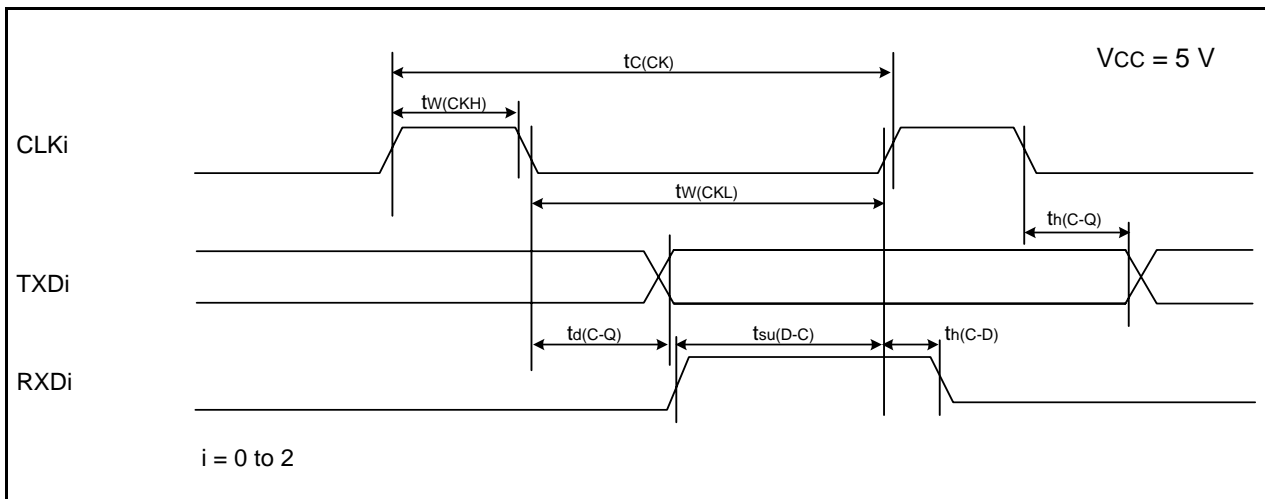 tC(CK)
VCC = 5 V
tW(CKH)
CLKi
tW(CKL)
th(C-Q)
TXDi
td(C-Q)
tsu(D-C)
th(C-D)
RXDi
i = 0 to 2